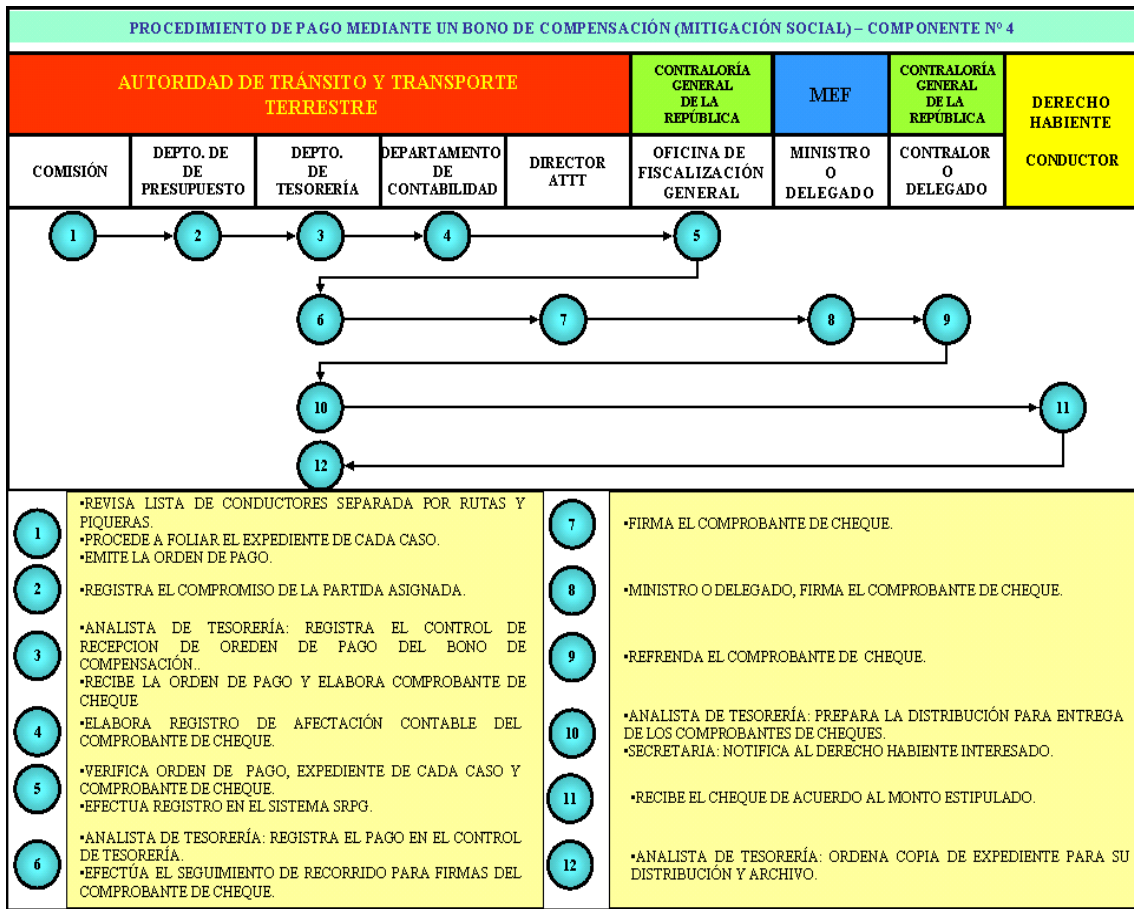 PROCEDIMIENTO DE PAGO MEDIANTE UN BONO DE COMPENSACIÓN (MITIGACIÓN SOCIAL) – COMPONENTE Nº 4
AUTORIDAD DE TRÁNSITO Y TRANSPORTE
TERRESTRE
CONTRALORÍA
GENERAL
DE LA
REPÚBLICA
MEF
CONTRALORÍA
GENERAL
DE LA
REPÚBLICA
DERECHO
HABIENTE
CONDUCTOR
COMISIÓN
DEPTO. DE
DE
PRESUPUESTO
DEPTO.
DE
TESORERÍA
DEPARTAMENTO
DE
CONTABILIDAD
DIRECTOR
ATTT
OFICINA DE
FISCALIZACIÓN
GENERAL
MINISTRO
O
DELEGADO
CONTRALOR
O
DELEGADO
1
2
3
4
5
6
7
8
9
10
11
12
1
•REVISA LISTA DE CONDUCTORES SEPARADA POR RUTAS Y
PIQUERAS.
•PROCEDE A FOLIAR EL EXPEDIENTE DE CADA CASO.
•EMITE LA ORDEN DE PAGO.
2
•REGISTRA EL COMPROMISO DE LA PARTIDA ASIGNADA.
3
•ANALISTA DE TESORERÍA: REGISTRA EL CONTROL DE
RECEPCION DE OREDEN DE PAGO DEL BONO DE
COMPENSACIÓN..
•RECIBE LA ORDEN DE PAGO Y ELABORA COMPROBANTE DE
CHEQUE
4
•ELABORA REGISTRO DE AFECTACIÓN CONTABLE DEL
COMPROBANTE DE CHEQUE.
5
•VERIFICA ORDEN DE PAGO, EXPEDIENTE DE CADA CASO Y
COMPROBANTE DE CHEQUE.
•EFECTUA REGISTRO EN EL SISTEMA SRPG.
6
•ANALISTA DE TESORERÍA: REGISTRA EL PAGO EN EL CONTROL
DE TESORERÍA.
•EFECTÚA EL SEGUIMIENTO DE RECORRIDO PARA FIRMAS DEL
COMPROBANTE DE CHEQUE.
7
•FIRMA EL COMPROBANTE DE CHEQUE.
8
•MINISTRO O DELEGADO, FIRMA EL COMPROBANTE DE CHEQUE.
9
•REFRENDA EL COMPROBANTE DE CHEQUE.
10
•ANALISTA DE TESORERÍA: PREPARA LA DISTRIBUCIÓN PARA ENTREGA
DE LOS COMPROBANTES DE CHEQUES.
•SECRETARIA: NOTIFICA AL DERECHO HABIENTE INTERESADO.
11
•RECIBE EL CHEQUE DE ACUERDO AL MONTO ESTIPULADO.
12
•ANALISTA DE TESORERÍA: ORDENA COPIA DE EXPEDIENTE PARA SU
DISTRIBUCIÓN Y ARCHIVO.